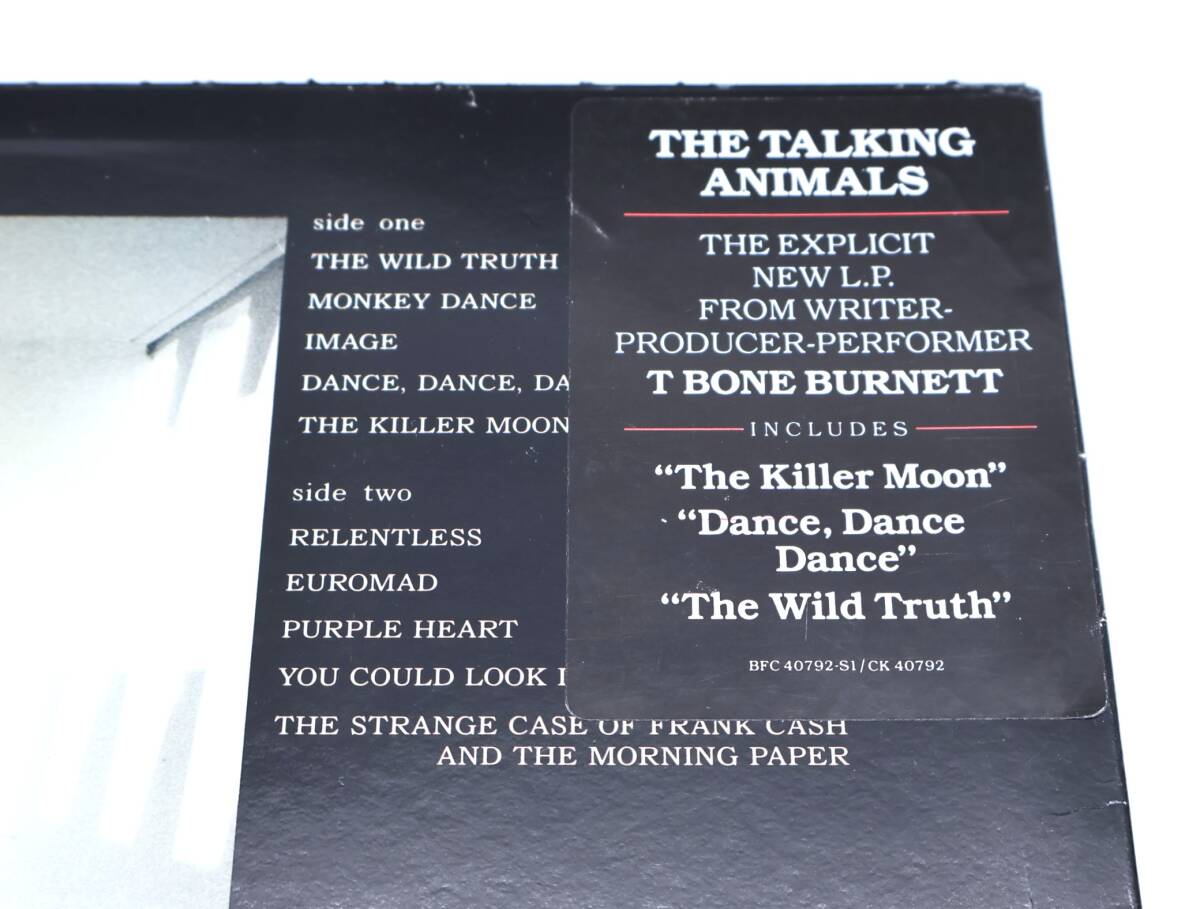 side one
THE WILD TRUTH
MONKEY DANCE
IMAGE
DANCE, DANCE,
THE KILLER MOON
side two
RELENTLESS
EUROMAD
PURPLE HEART
YOU COULD LOOK
THE STRANGE CASE OF FRANK CASH
AND THE MORNING PAPER
THE TALKING
ANIMALS
THE EXPLICIT
NEW L.P.
FROM WRITER-
PRODUCER-PERFORMER
T BONE BURNETT
INCLUDES
“The Killer Moon”
“Dance, Dance
Dance”
“The Wild Truth”
BFC 40792-S1/CK 40792